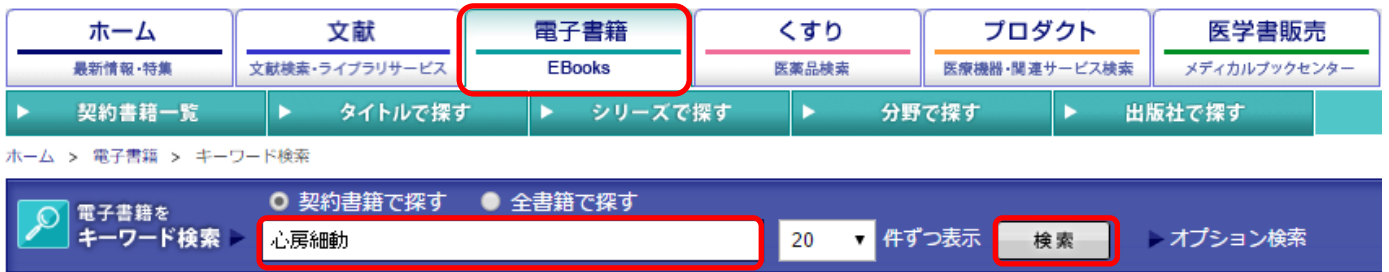 ホーム 文献 電子書籍 くすり プロダクト 医学書販売
最新情報・特集 文献検索・ライブラリサービス EBooks 医薬品検索 医療機器・関連サービス検索 メディカルブックセンター
▶ 契約書籍一覧 ▶ タイトルで探す ▶ シリーズで探す ▶ 分野で探す ▶ 出版社で探す
ホーム > 電子書籍 > キーワード検索
契約書籍で探す 全書籍で探す
電子書籍を
キーワード検索 ▶ 心房細動 20 ▼ 件ずつ表示 検索 ▶ オプション検索